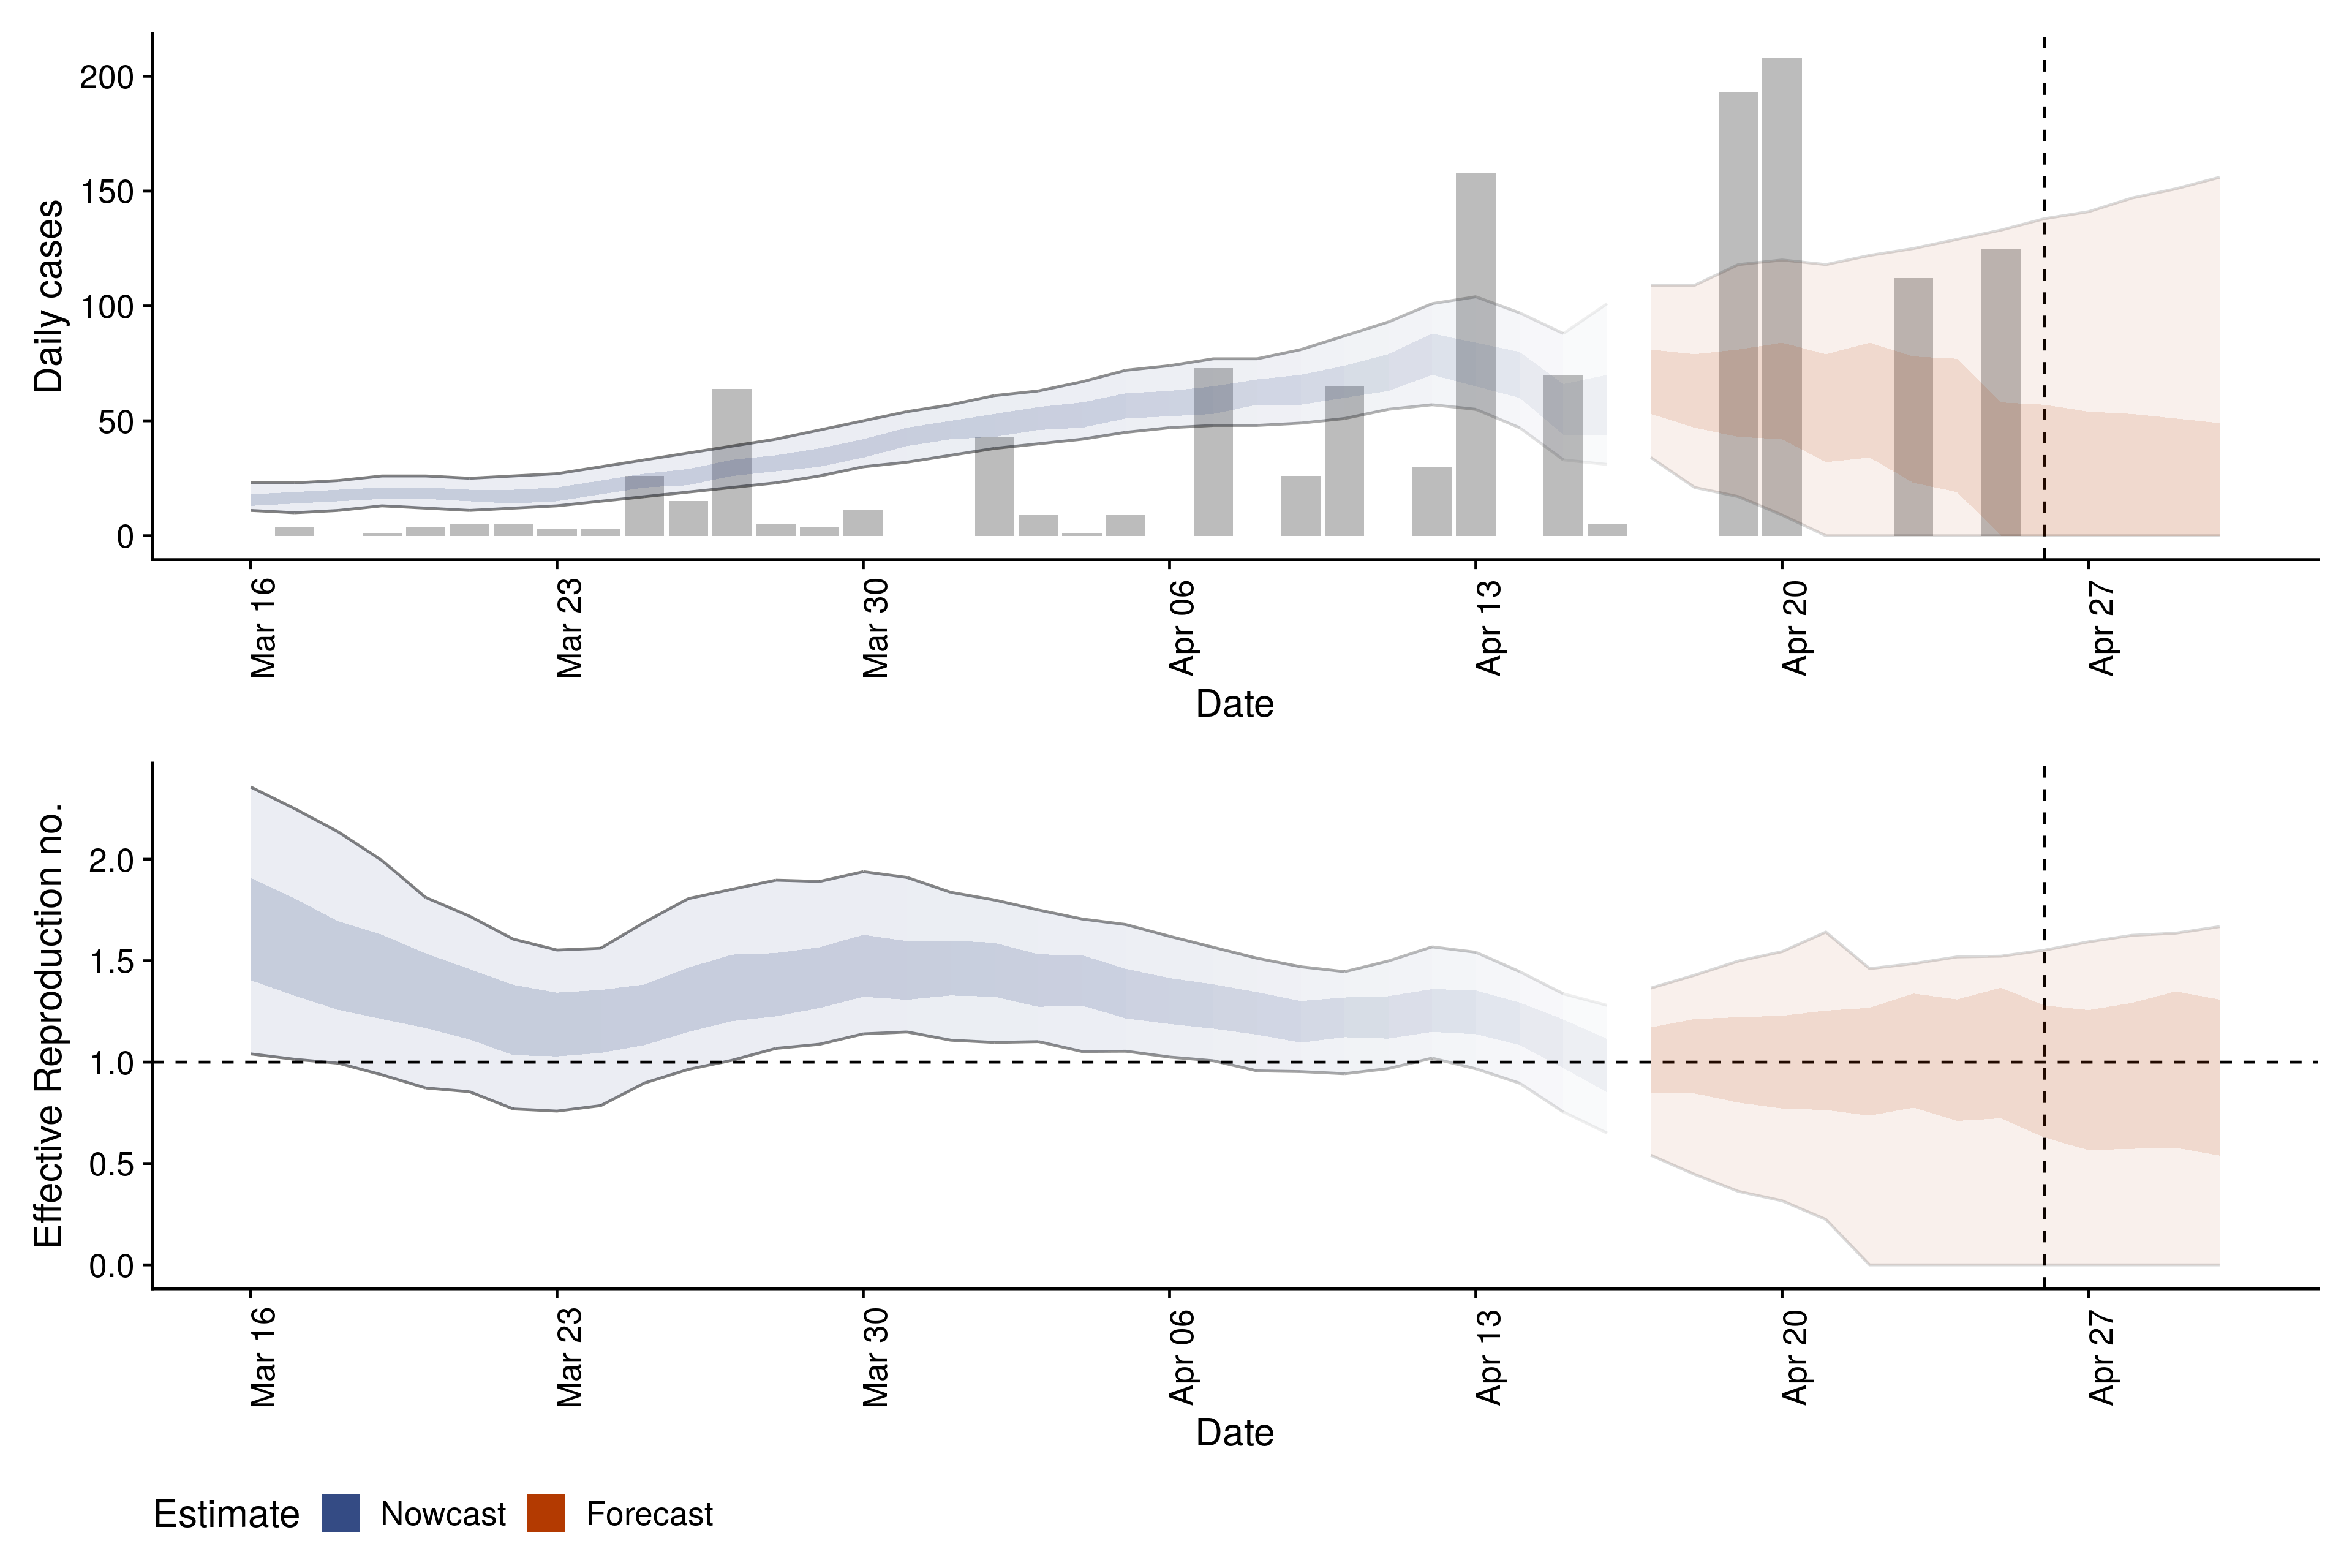 Daily cases
200
150
100
50
0
Mar 16
Mar 23
Mar 30
Apr 06
Apr 13
Apr 20
Apr 27
Date
Effective Reproduction no.
2.0
1.5
1.0
0.5
0.0
Mar 16
Mar 23
Mar 30
Apr 06
Apr 13
Apr 20
Apr 27
Date
Estimate Nowcast Forecast